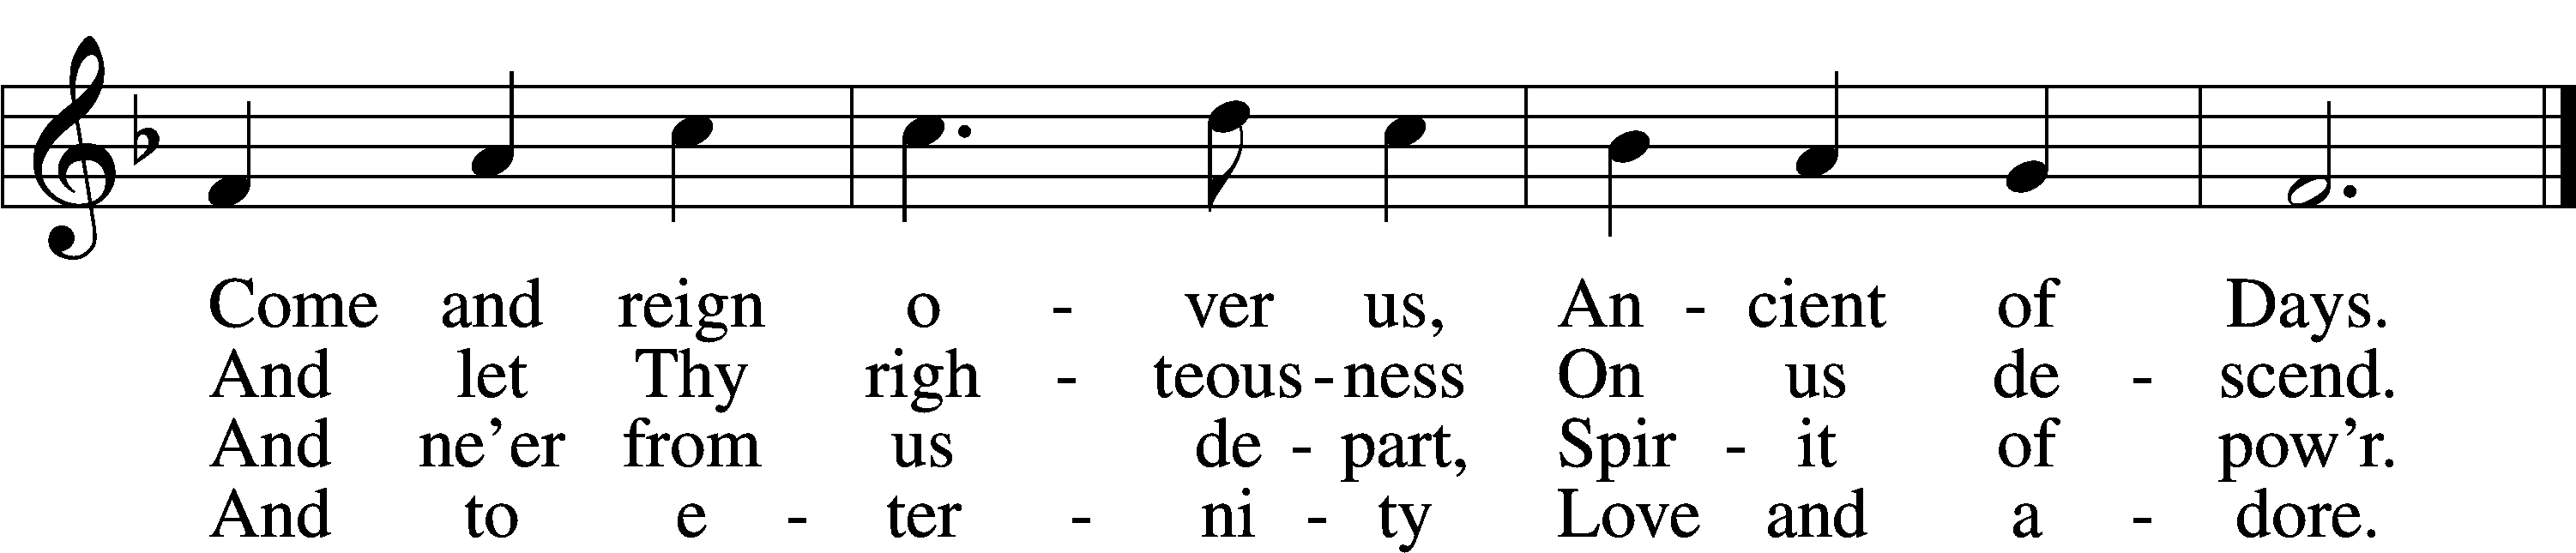 Come and reign o - ver us, An - cient of Days.
And let Thy righ - teous - ness On us de - scend.
And ne’er from us de - part, Spir - it of pow’r.
And to e - ter - ni - ty Love and a - dore.